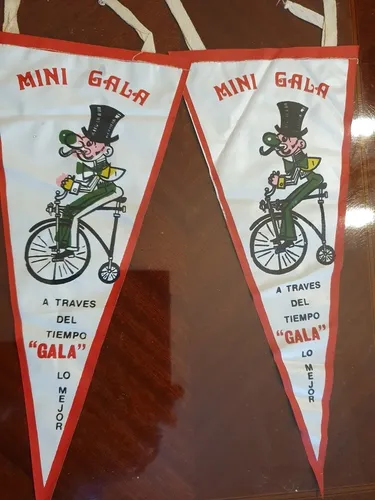 MINI GALA
A TRAVES
DEL
TIEMPO
"GALA"
LO MEJOR
MINI GALA
A TRAVES
DEL
TIEMPO
"GALA"
LO MEJOR